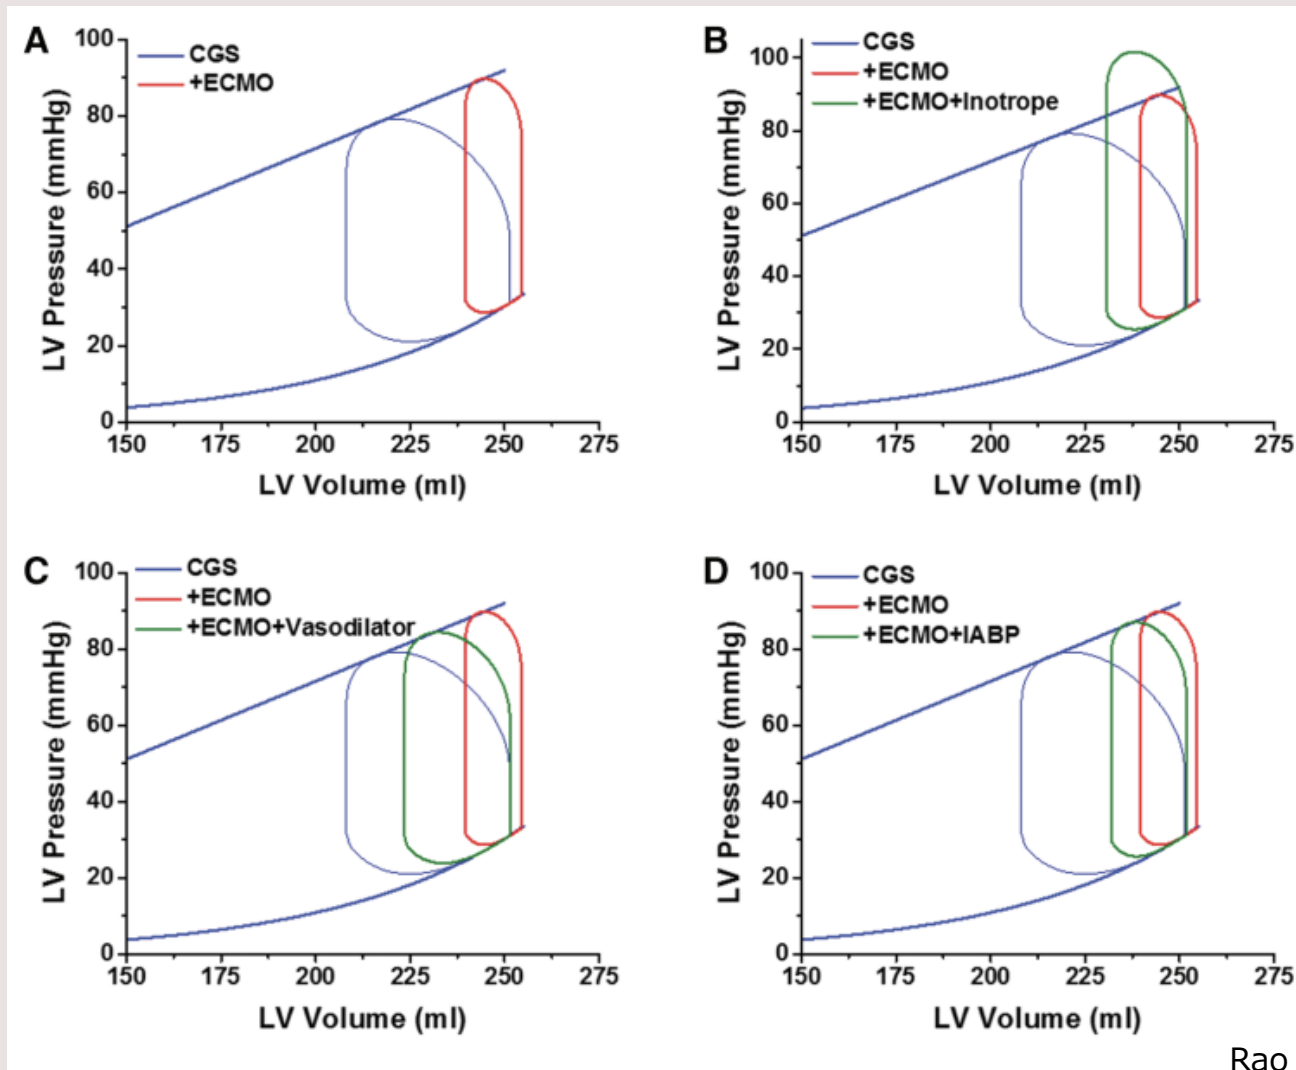 A
CGS
+ECMO
LV Pressure (mmHg)
100
80
60
40
20
0
150 175 200 225 250 275
LV Volume (ml)
B
CGS
+ECMO
+ECMO+Inotrope
LV Pressure (mmHg)
100
80
60
40
20
0
150 175 200 225 250 275
LV Volume (ml)
C
CGS
+ECMO
+ECMO+Vasodilator
LV Pressure (mmHg)
100
80
60
40
20
0
150 175 200 225 250 275
LV Volume (ml)
D
CGS
+ECMO
+ECMO+IABP
LV Pressure (mmHg)
100
80
60
40
20
0
150 175 200 225 250 275
LV Volume (ml)
Rao